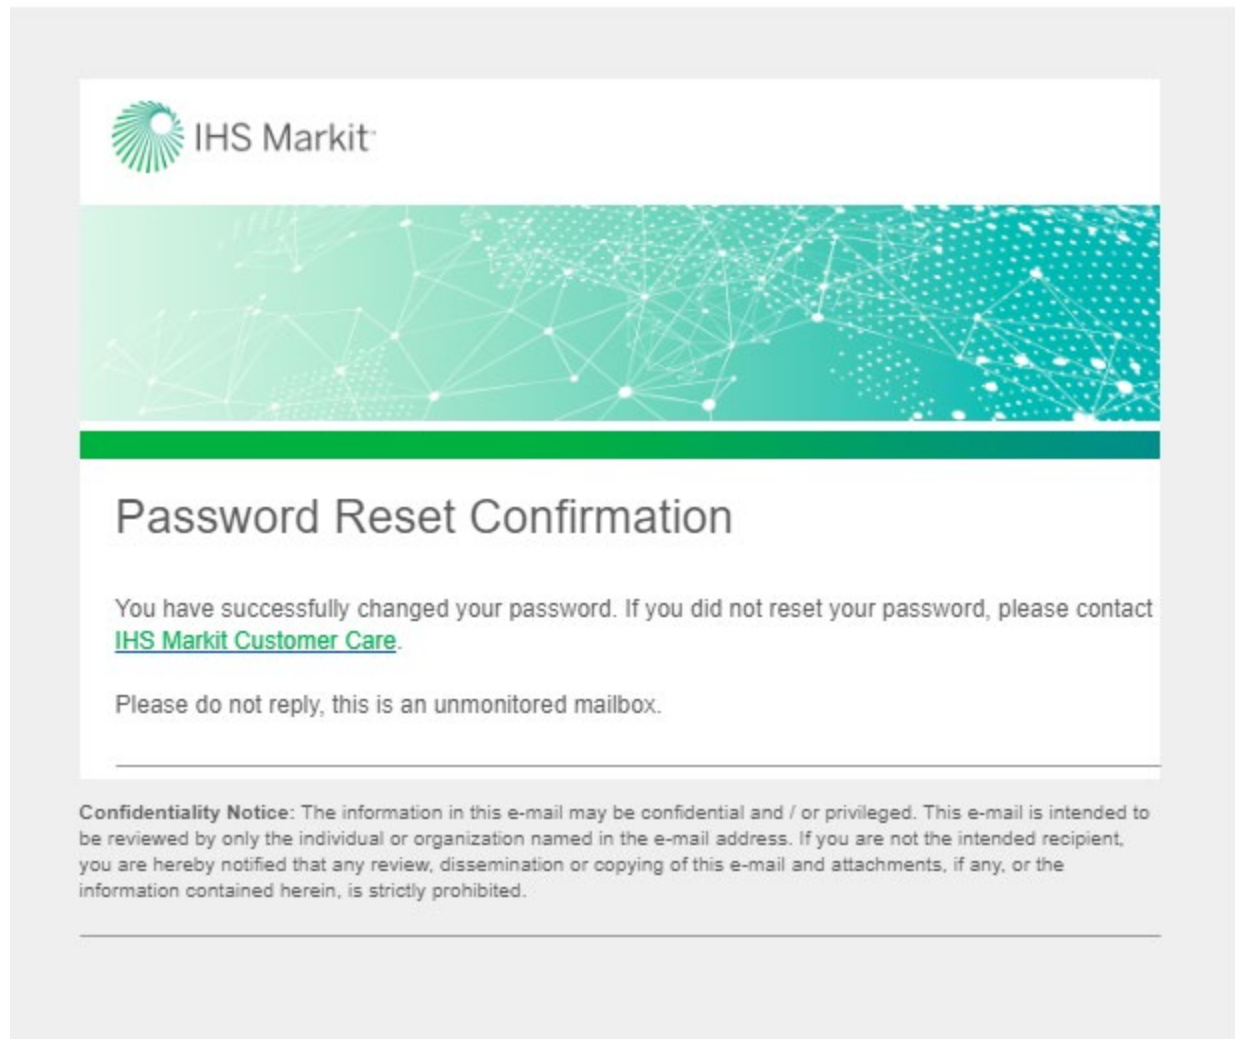 IHS Markit
Password Reset Confirmation
You have successfully changed your password. If you did not reset your password, please contact
IHS Markit Customer Care.
Please do not reply, this is an unmonitored mailbox.
Confidentiality Notice: The information in this e-mail may be confidential and / or privileged. This e-mail is intended to
be reviewed by only the individual or organization named in the e-mail address. If you are not the intended recipient,
you are hereby notified that any review, dissemination or copying of this e-mail and attachments, if any, or the
information contained herein, is strictly prohibited.